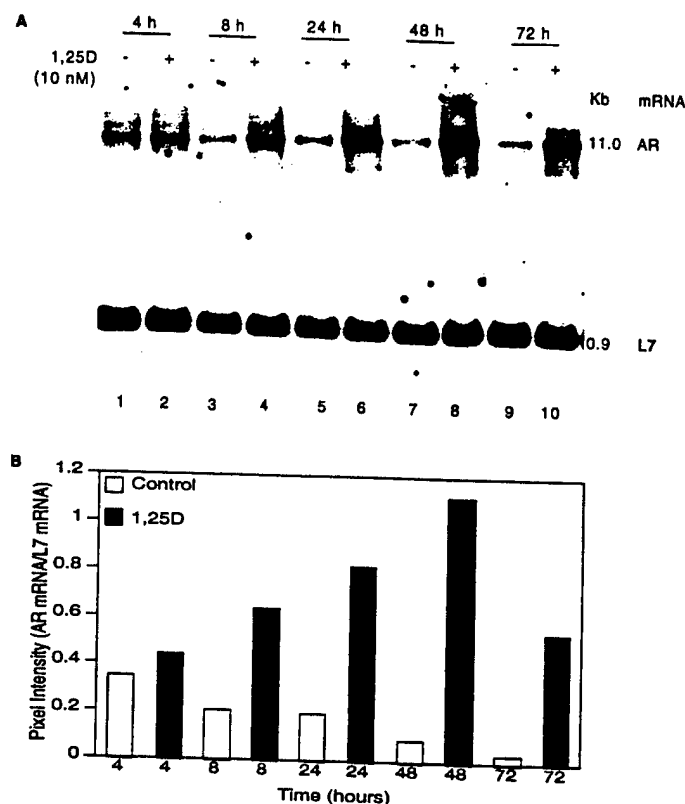 A
4 h 8 h 24 h 48 h 72 h
1,25D - + - + - + - + - +
(10 nM)
Kb mRNA
11.0 AR
0.9 L7
1 2 3 4 5 6 7 8 9 10
B
1.2
1
0.8
0.6
0.4
0.2
0
Pixel Intensity (AR mRNA/L7 mRNA)
Control
1,25D
4 4 8 8 24 24 48 48 72 72
Time (hours)